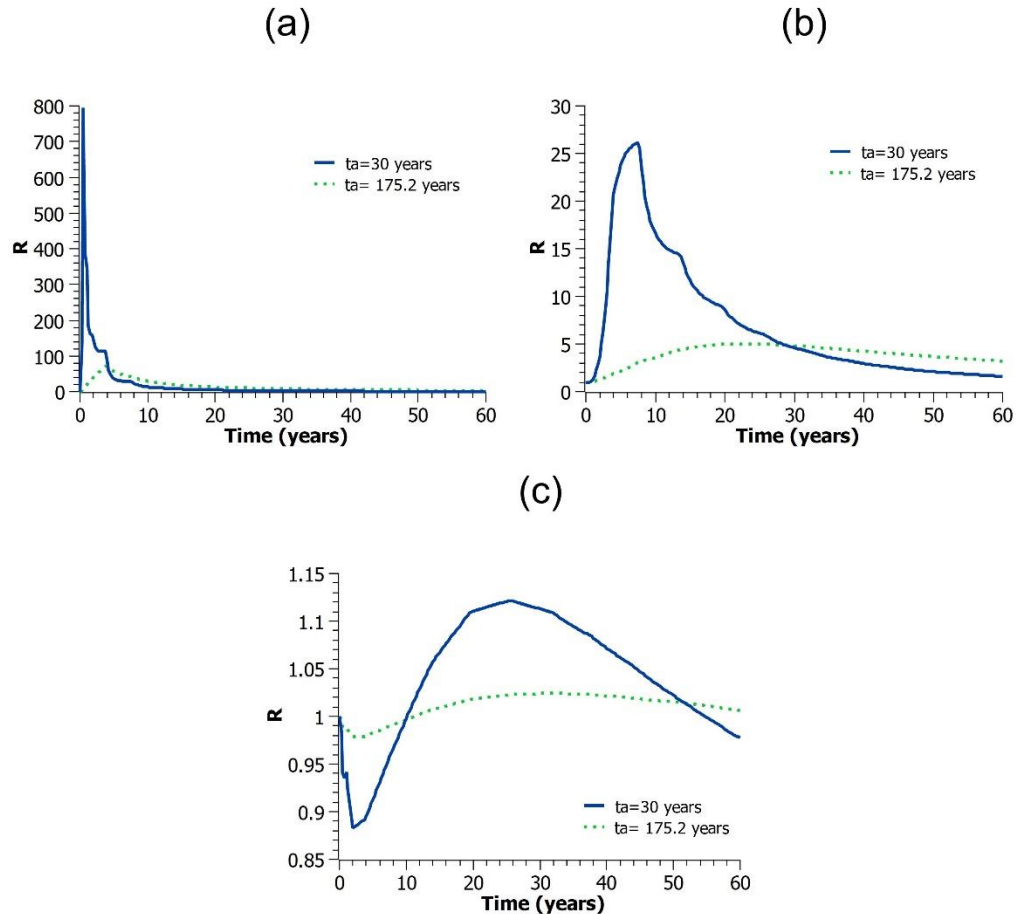 (a)
800
700
600
500
400
300
200
100
0
R
0 10 20 30 40 50 60
Time (years)
ta=30 years
ta= 175.2 years
(b)
30
25
20
15
10
5
0
R
0 10 20 30 40 50 60
Time (years)
ta=30 years
ta= 175.2 years
(c)
1.15
1.1
1.05
1
0.95
0.9
0.85
R
0 10 20 30 40 50 60
Time (years)
ta=30 years
ta= 175.2 years